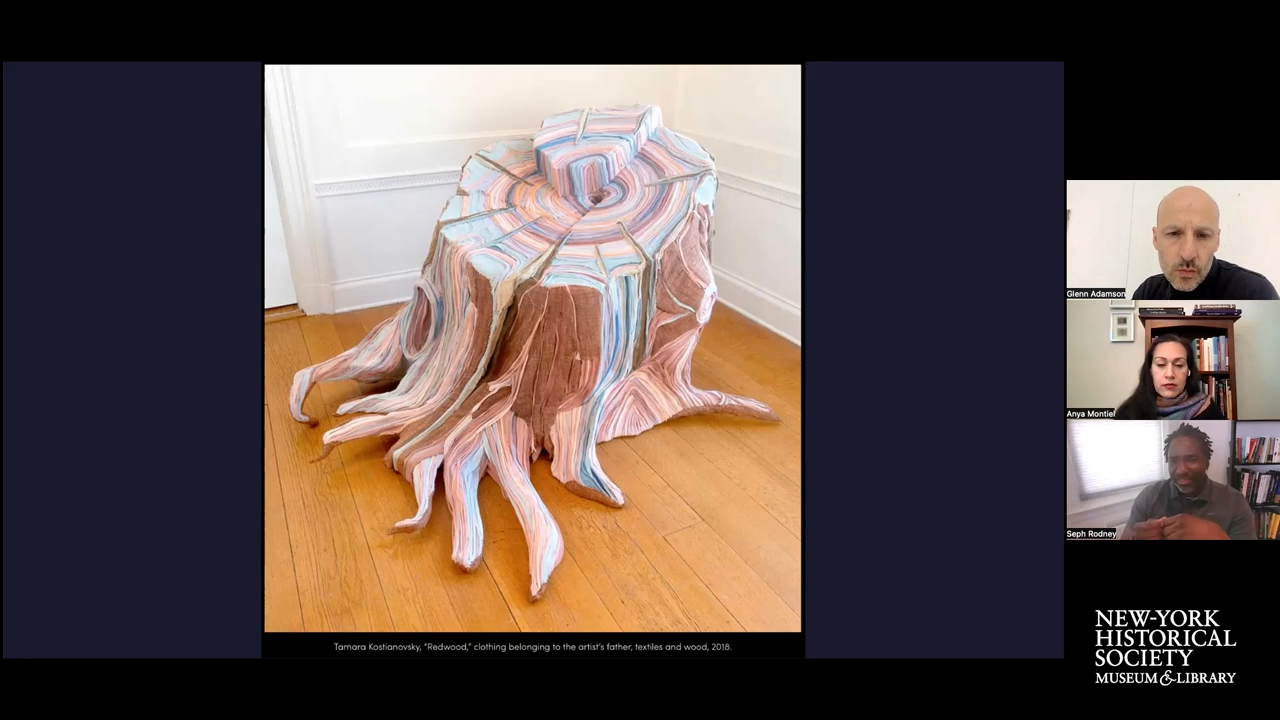 Tamara Kostianovsky, "Redwood," clothing belonging to the artist's father, textiles and wood, 2018.
Glenn Adamson
Anya Montiel
Seph Rodney
NEW-YORK
HISTORICAL
SOCIETY
MUSEUM & LIBRARY